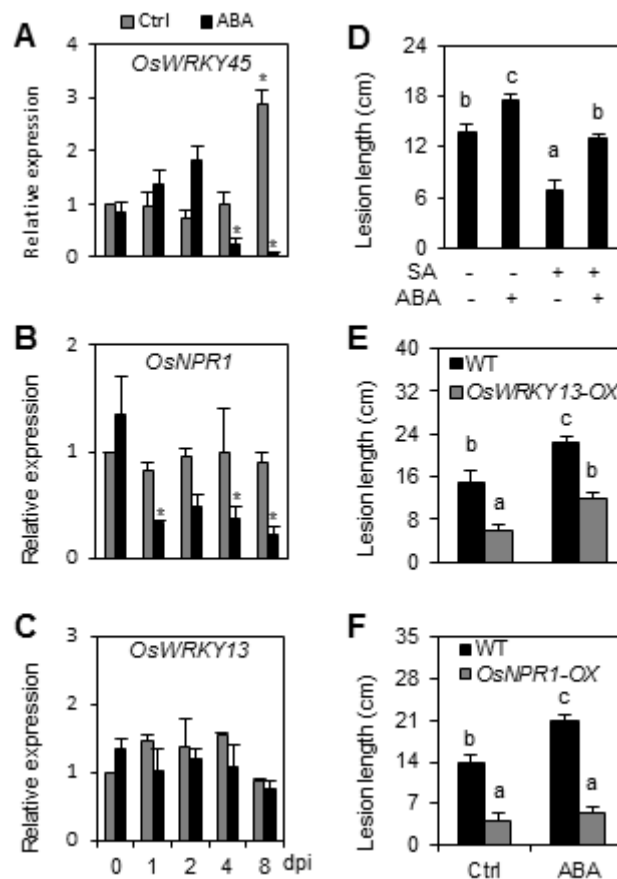 A
Ctrl ABA
OsWRKY45
Relative expression
4
3
2
1
0
*
*
*
B
OsNPR1
Relative expression
2
1
0
*
*
*
C
OsWRKY13
Relative expression
3
2
1
0
0 1 2 4 8 dpi
D
Lesion length (cm)
24
18
12
6
0
b c a b
SA - - + +
ABA - + - +
E
WT
OsWRKY13-OX
Lesion length (cm)
40
32
24
16
8
0
b a c b
F
WT
OsNPR1-OX
Lesion length (cm)
35
28
21
14
7
0
b a c a
Ctrl ABA